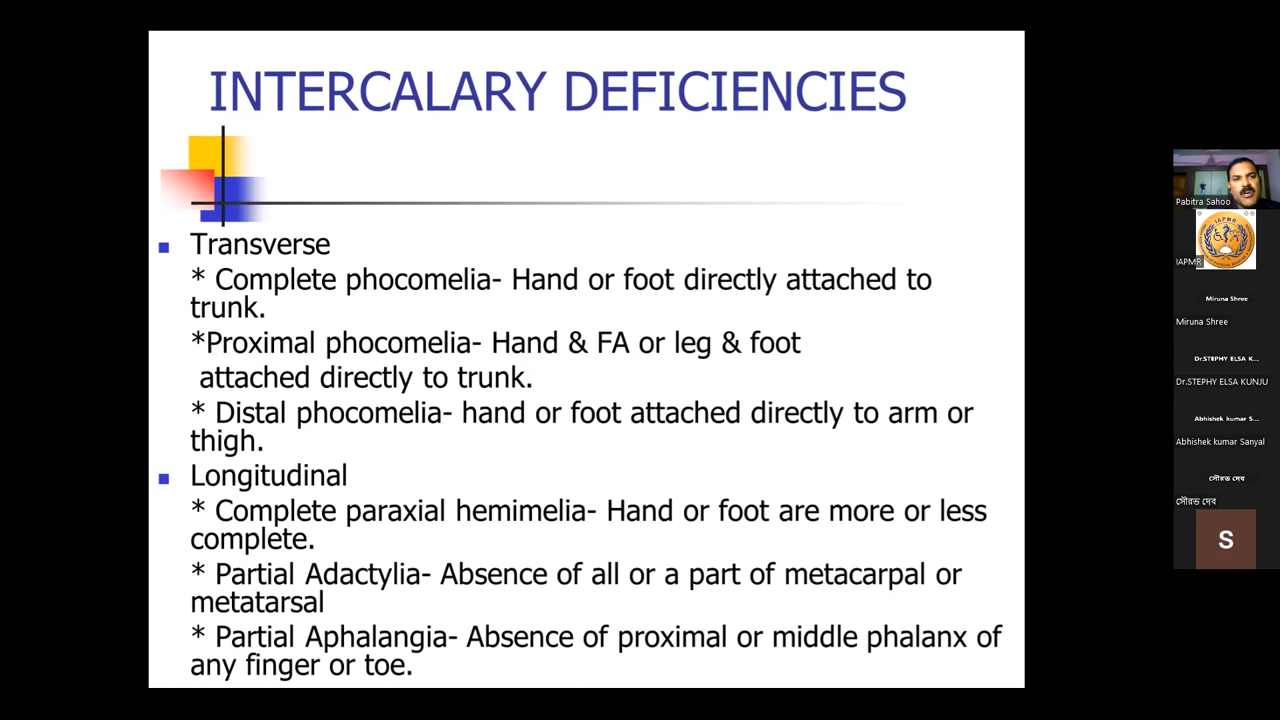 INTERCALARY DEFICIENCIES
Transverse
* Complete phocomelia- Hand or foot directly attached to
trunk.
*Proximal phocomelia- Hand & FA or leg & foot
attached directly to trunk.
* Distal phocomelia- hand or foot attached directly to arm or
thigh.
Longitudinal
* Complete paraxial hemimelia- Hand or foot are more or less
complete.
* Partial Adactylia- Absence of all or a part of metacarpal or
metatarsal
* Partial Aphalangia- Absence of proximal or middle phalanx of
any finger or toe.
Pabitra Sahoo
IAPMR
IAPMR
Miruna Shree
Miruna Shree
Dr.STEPHY ELSA K...
Dr.STEPHY ELSA KUNJU
Abhishek kumar S...
Abhishek kumar Sanyal
সৌরভ দেব
সৌরভ দেব
S